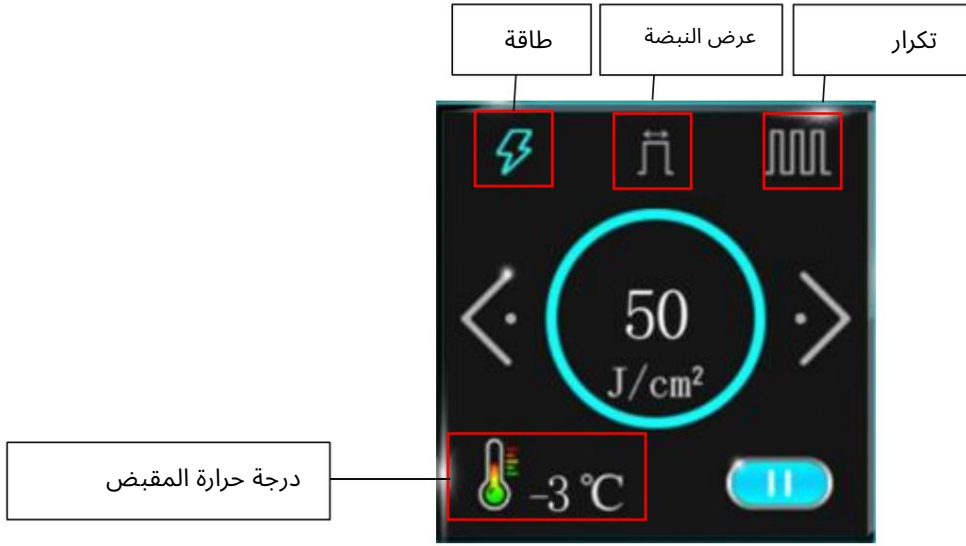 تكرار
عرض النبضة
طاقة
50
J/cm²
درجة حرارة المقبض
-3 ℃